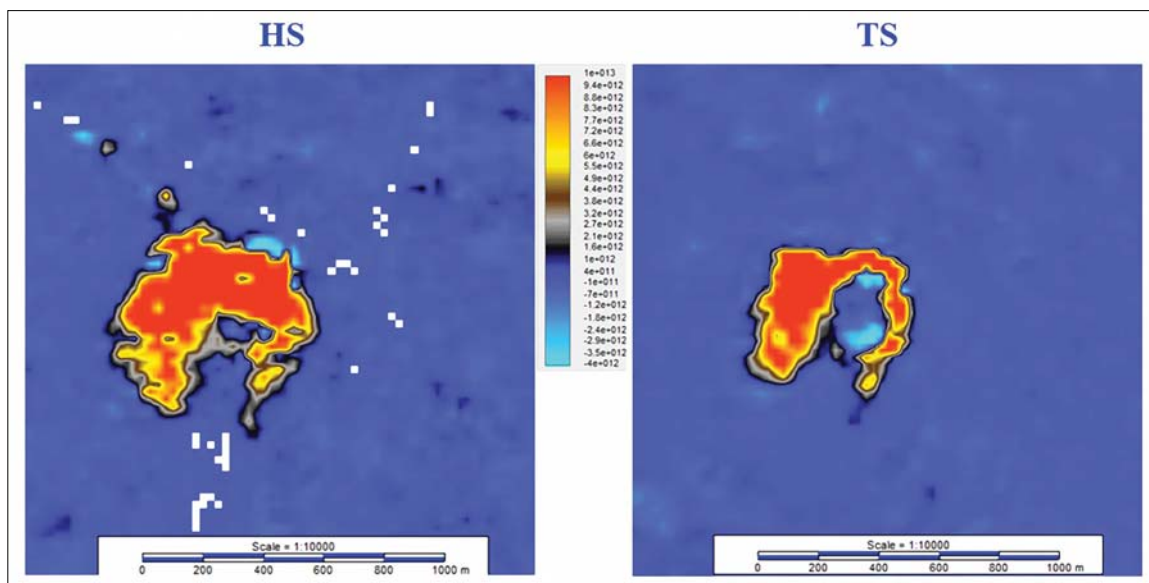 HS
TS
1e+013
9.4e+012
8.8e+012
8.3e+012
7.7e+012
7.2e+012
6.6e+012
6e+012
5.5e+012
4.9e+012
4.4e+012
3.8e+012
3.2e+012
2.7e+012
2.1e+012
1.6e+012
1e+012
4e+011
-1e+011
-7e+011
-1.2e+012
-1.8e+012
-2.4e+012
-2.9e+012
-3.5e+012
-4e+012
Scale = 1:10000
0 200 400 600 800 1000 m
Scale = 1:10000
0 200 400 600 800 1000 m